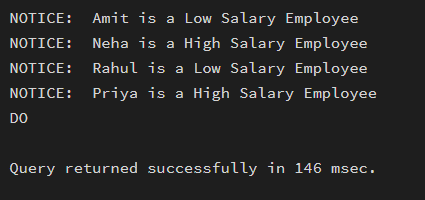 NOTICE:  Amit is a Low Salary Employee
NOTICE:  Neha is a High Salary Employee
NOTICE:  Rahul is a Low Salary Employee
NOTICE:  Priya is a High Salary Employee
DO
Query returned successfully in 146 msec.